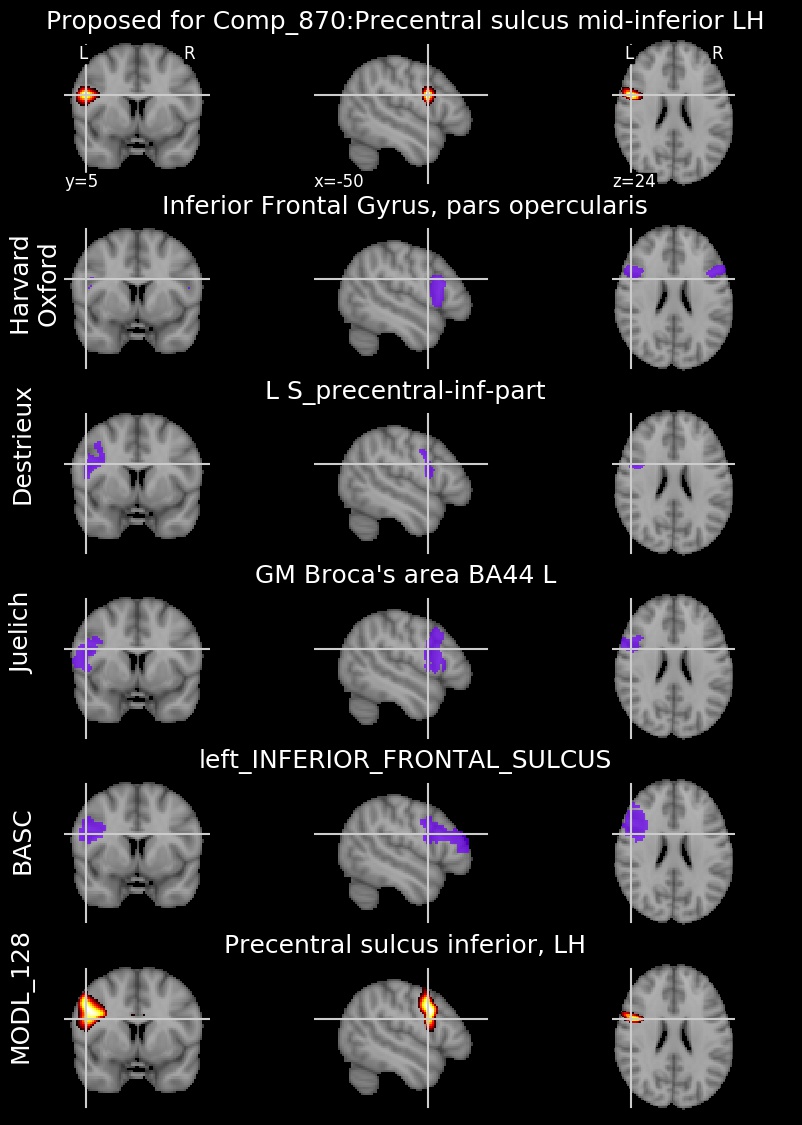 Proposed for Comp_870:Precentral sulcus mid-inferior LH
L R
L R
y=5
x=-50
z=24
Inferior Frontal Gyrus, pars opercularis
Harvard
Oxford
L S_precentral-inf-part
Destrieux
GM Broca's area BA44 L
Juelich
left_INFERIOR_FRONTAL_SULCUS
BASC
Precentral sulcus inferior, LH
MODL_128